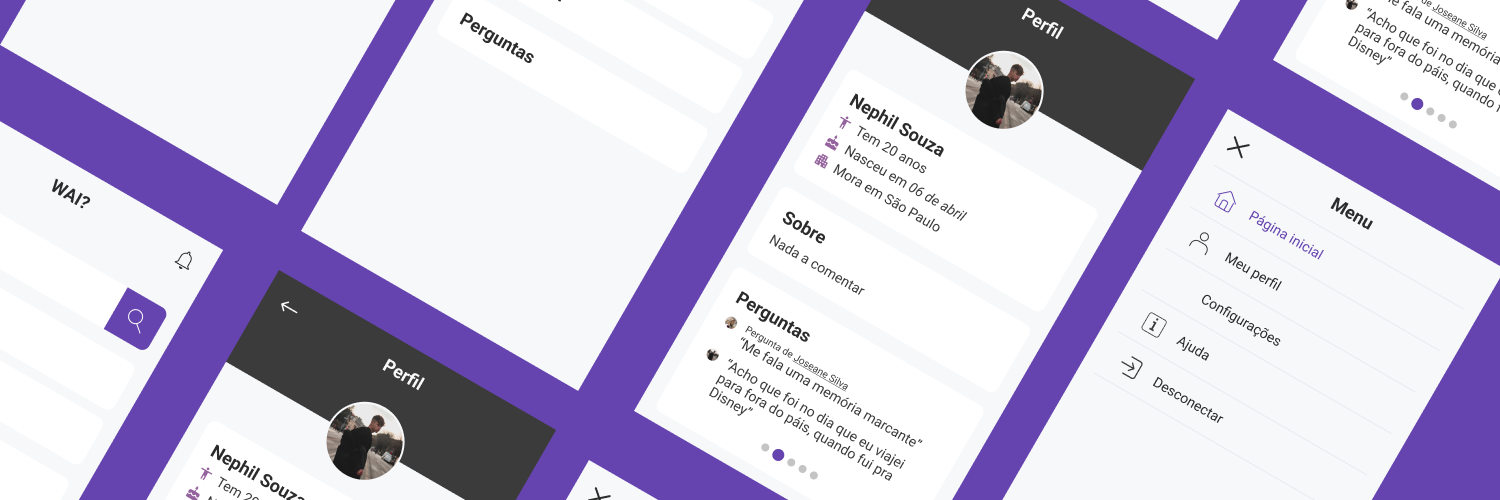 WAI?
Perguntas
Perfil
Nephil Souza
Tem 20
Perfil
Nephil Souza
Tem 20 anos
Nasceu em 06 de abril
Mora em São Paulo
Sobre
Nada a comentar
Perguntas
Pergunta de Joseane Silva
“Me fala uma memória marcante”
“Acho que foi no dia que eu viajei
para fora do páis, quando fui pra
Disney”
de Joseane Silva
“Me fala uma memória
“Acho que foi no dia que
para fora do páis, quando
Disney”
Menu
Página inicial
Meu perfil
Configurações
Ajuda
Desconectar